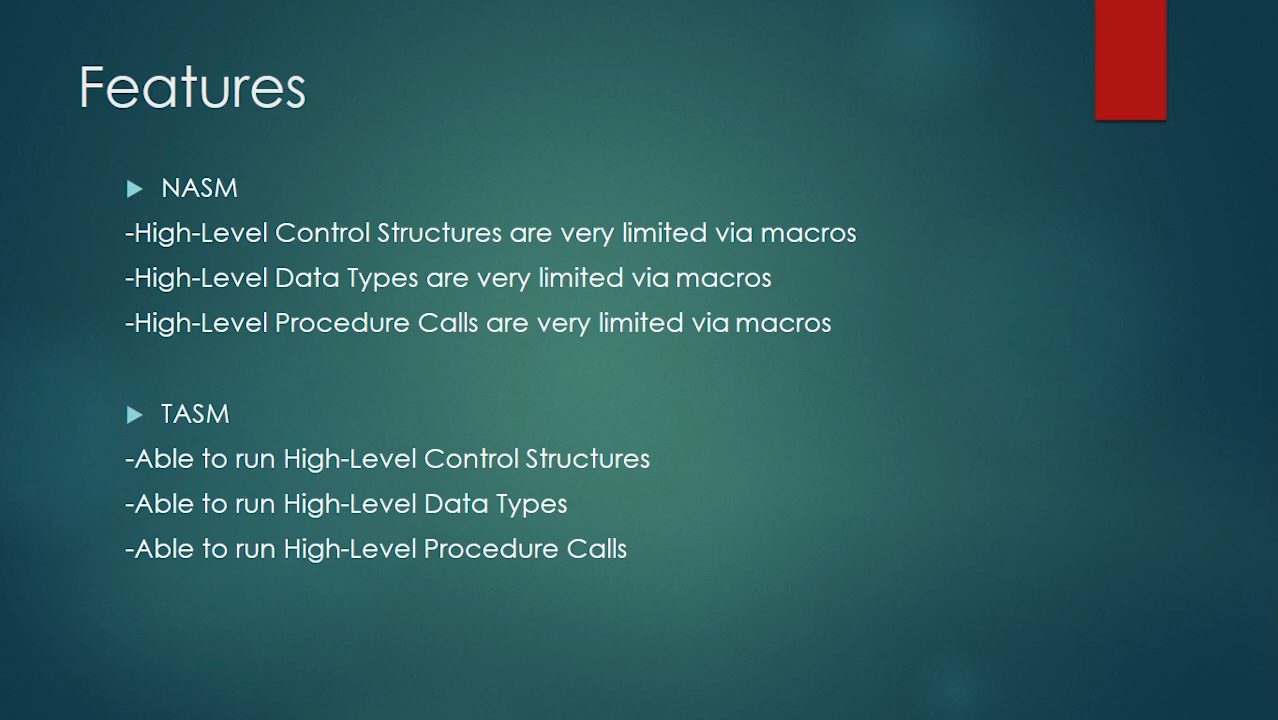 Features
NASM
-High-Level Control Structures are very limited via macros
-High-Level Data Types are very limited via macros
-High-Level Procedure Calls are very limited via macros
TASM
-Able to run High-Level Control Structures
-Able to run High-Level Data Types
-Able to run High-Level Procedure Calls